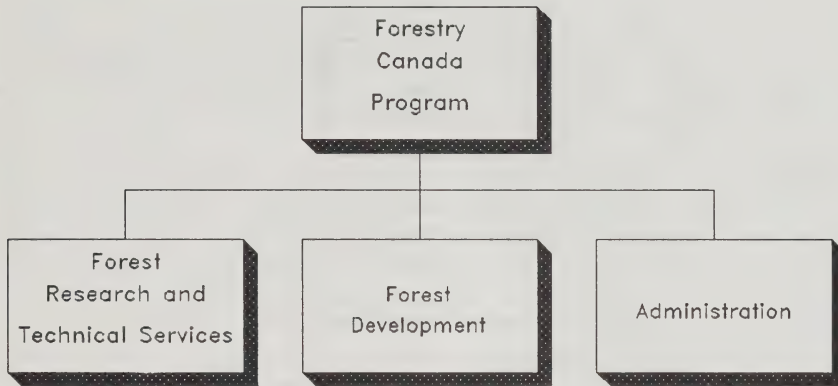 Forestry
Canada
Program
Forest
Research and
Technical Services
Forest
Development
Administration